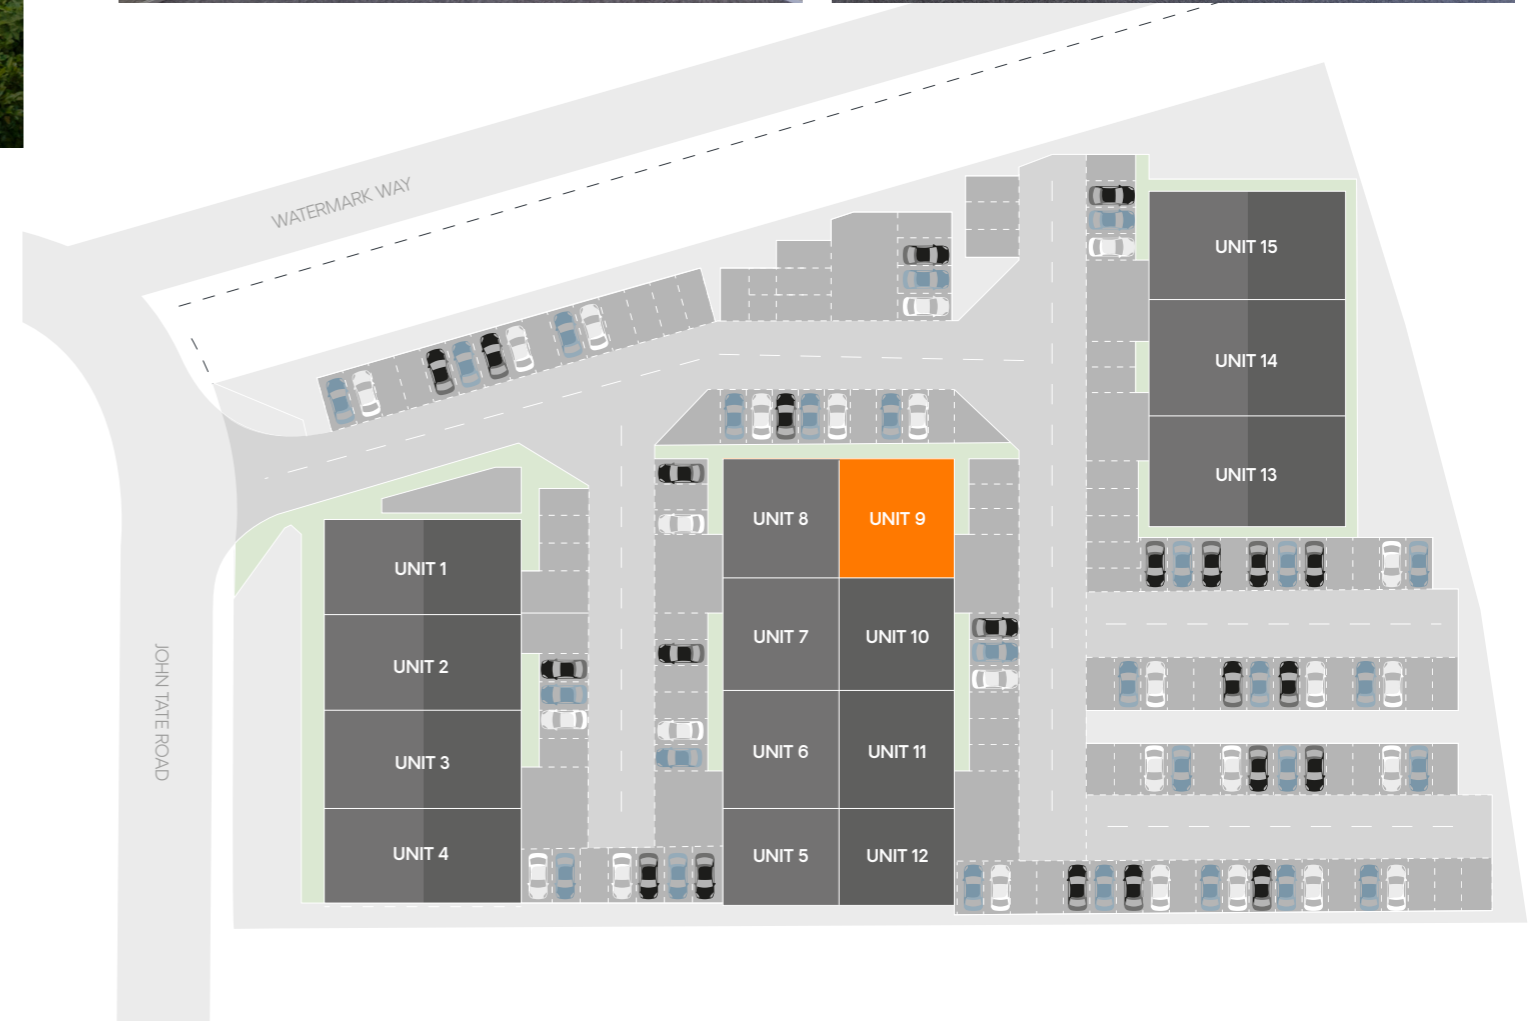 WATERMARK WAY
UNIT 15
UNIT 14
UNIT 13
UNIT 8
UNIT 9
UNIT 1
UNIT 7
UNIT 10
UNIT 2
UNIT 6
UNIT 11
UNIT 3
UNIT 5
UNIT 12
UNIT 4
JOHN TATE ROAD